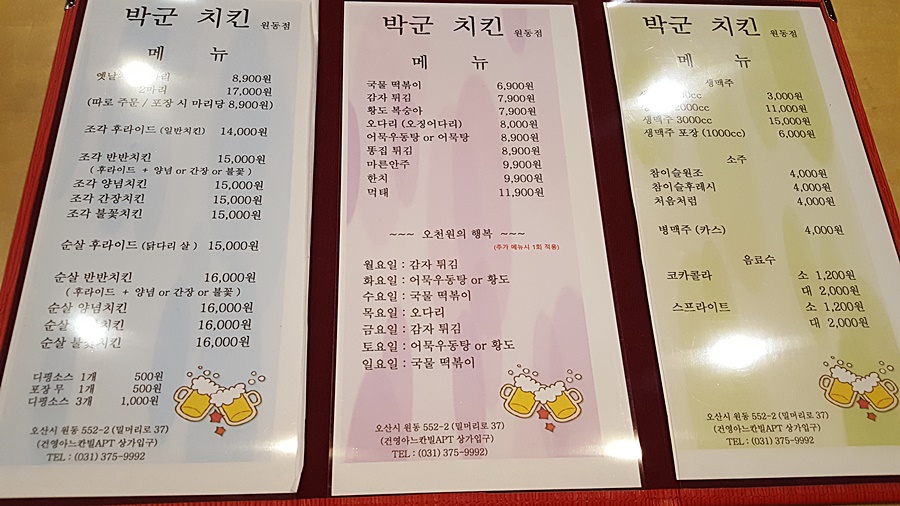 박군 치킨 원동점
메 뉴
8,900원
2마리 17,000원
(따로 주문 / 포장 시 마리당 8,900원)
조각 후라이드 (일반치킨) 14,000원
조각 반반치킨 15,000원
( 후라이드 + 양념 or 간장 or 불꽃 )
조각 양념치킨 15,000원
조각 간장치킨 15,000원
조각 불꽃치킨 15,000원
순살 후라이드 (닭다리 살 ) 15,000원
순살 반반치킨 16,000원
( 후라이드 + 양념 or 간장 or 불꽃 )
순살 양념치킨 16,000원
순살 치킨 16,000원
순살 불꽃치킨 16,000원
디핑소스 1개 500원
포장 무 1개 500원
디핑소스 3개 1,000원
오산시 원동 552-2 (밀머리로 37)
(건영아느칸빌APT 상가입구)
TEL : (031) 375-9992
박군 치킨 원동점
메 뉴
국물 떡볶이 6,900원
감자 튀김 7,900원
황도 복숭아 7,900원
오다리 (오징어다리) 8,000원
어묵우동탕 or 어묵탕 8,900원
똥집 튀김 8,900원
마른안주 9,900원
한치 9,900원
먹태 11,900원
~~~ 오천원의 행복 ~~~
(추가 메뉴시 1회 적용)
월요일 : 감자 튀김
화요일 : 어묵우동탕 or 황도
수요일 : 국물 떡볶이
목요일 : 오다리
금요일 : 감자 튀김
토요일 : 어묵우동탕 or 황도
일요일 : 국물 떡볶이
오산시 원동 552-2 (밀머리로 37)
(건영아느칸빌APT 상가입구)
TEL : (031) 375-9992)
박군 치킨 원동점
메 뉴
생맥주
3,000원
2000cc 11,000원
생맥주 3000cc 15,000원
생맥주 포장 (1000cc) 6,000원
소주
참이슬원조 4,000원
참이슬후레시 4,000원
처음처럼 4,000원
병맥주 (카스) 4,000원
음료수
코카콜라 소 1,200원
대 2,000원
스프라이트 소 1,200원
대 2,000원
오산시 원동 552-2 (밀머리로 37)
(건영아느칸빌APT 상가입구)
TEL : (031) 375-9992